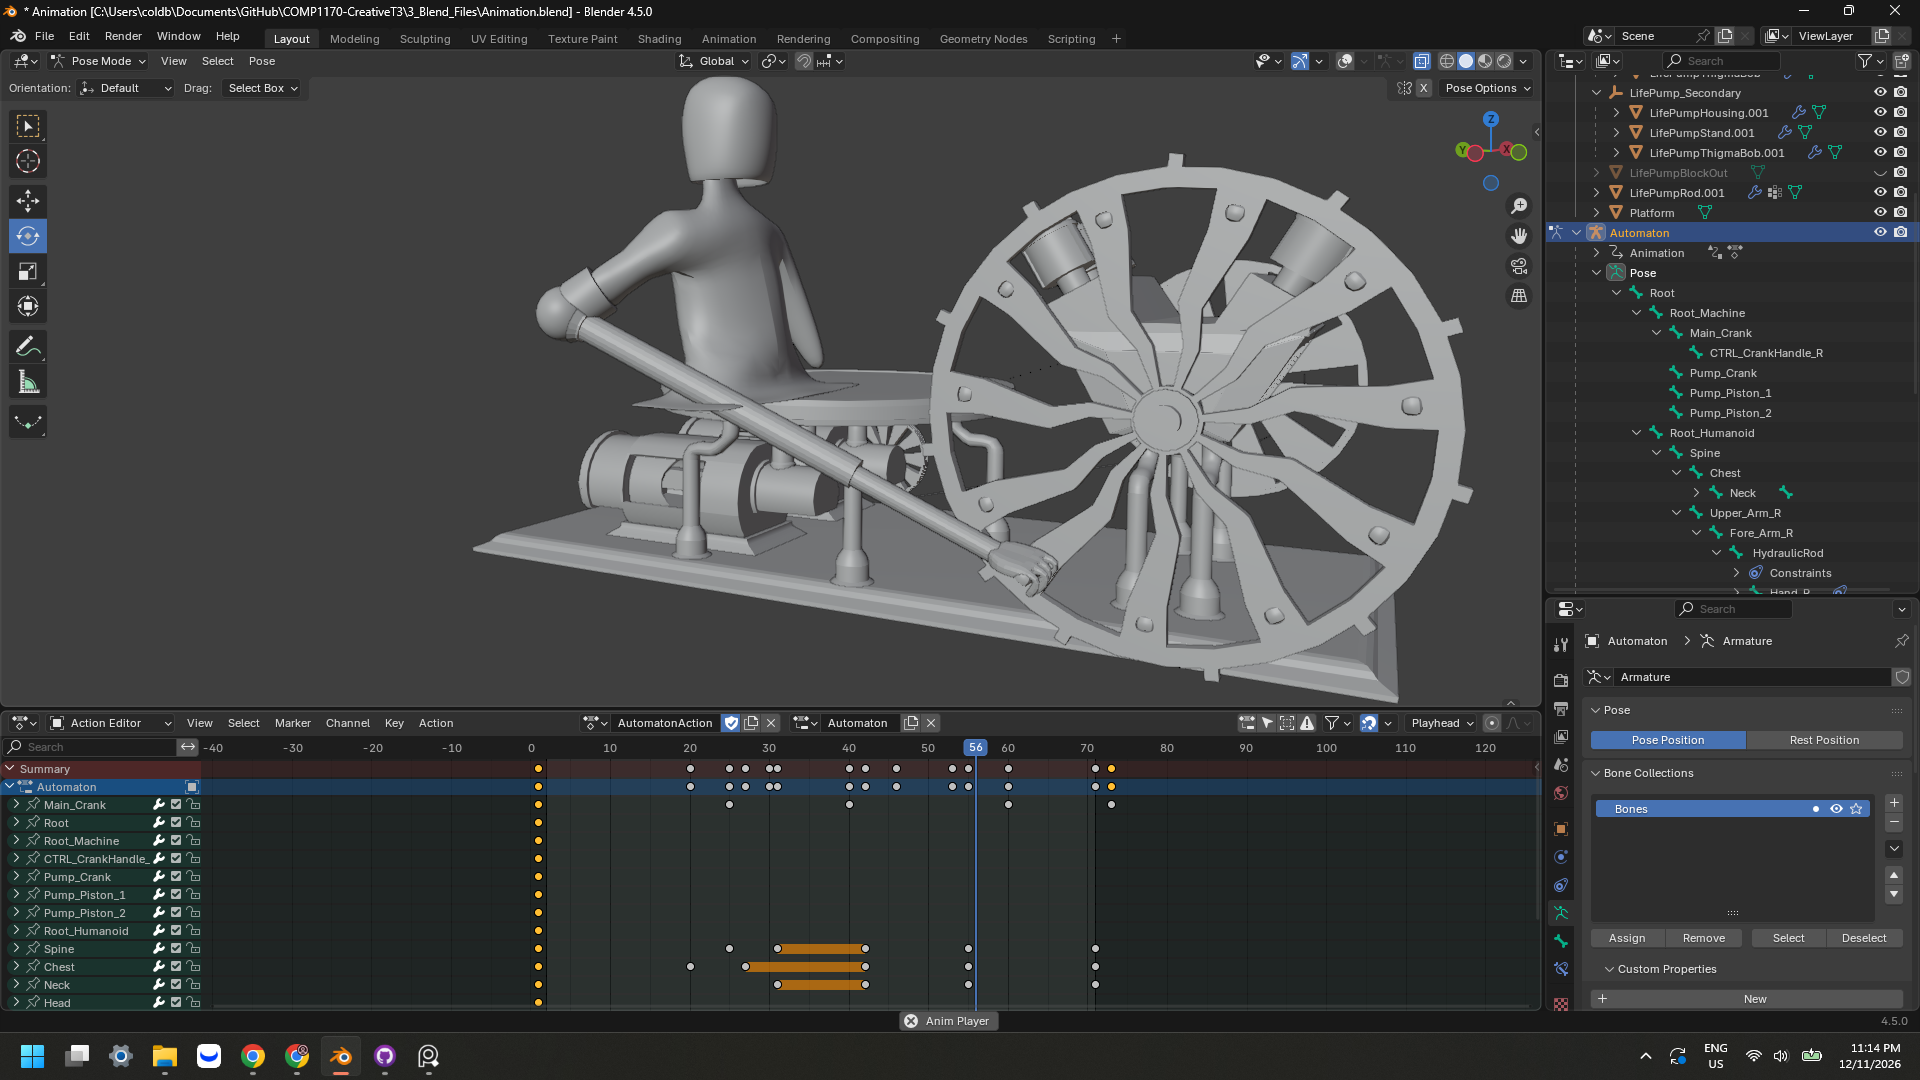 * Animation [C:\Users\coldb\Documents\GitHub\COMP1170-CreativeT3\3_Blend_Files\Animation.blend] - Blender 4.5.0
File Edit Render Window Help Layout Modeling Sculpting UV Editing Texture Paint Shading Animation Rendering Compositing Geometry Nodes Scripting + Scene ViewLayer
Pose Mode View Select Pose Global Search
Orientation: Default Drag: Select Box X Pose Options
Z
Y X
LifePumpThigmaBob
LifePump_Secondary
LifePumpHousing.001
LifePumpStand.001
LifePumpThigmaBob.001
LifePumpBlockOut
LifePumpRod.001
Platform
Automaton
Animation
Pose
Root
Root_Machine
Main_Crank
CTRL_CrankHandle_R
Pump_Crank
Pump_Piston_1
Pump_Piston_2
Root_Humanoid
Spine
Chest
Neck
Upper_Arm_R
Fore_Arm_R
HydraulicRod
Constraints
Hand_R
Search
Automaton > Armature
Armature
Pose
Pose Position Rest Position
Bone Collections
Bones
Assign Remove Select Deselect
Custom Properties
+ New
Action Editor View Select Marker Channel Key Action AutomatonAction Automaton Playhead
Search -40 -30 -20 -10 0 10 20 30 40 50 56 60 70 80 90 100 110 120
Summary
Automaton
Main_Crank
Root
Root_Machine
CTRL_CrankHandle_
Pump_Crank
Pump_Piston_1
Pump_Piston_2
Root_Humanoid
Spine
Chest
Neck
Head
Anim Player
4.5.0
ENG
US
11:14 PM
12/11/2026